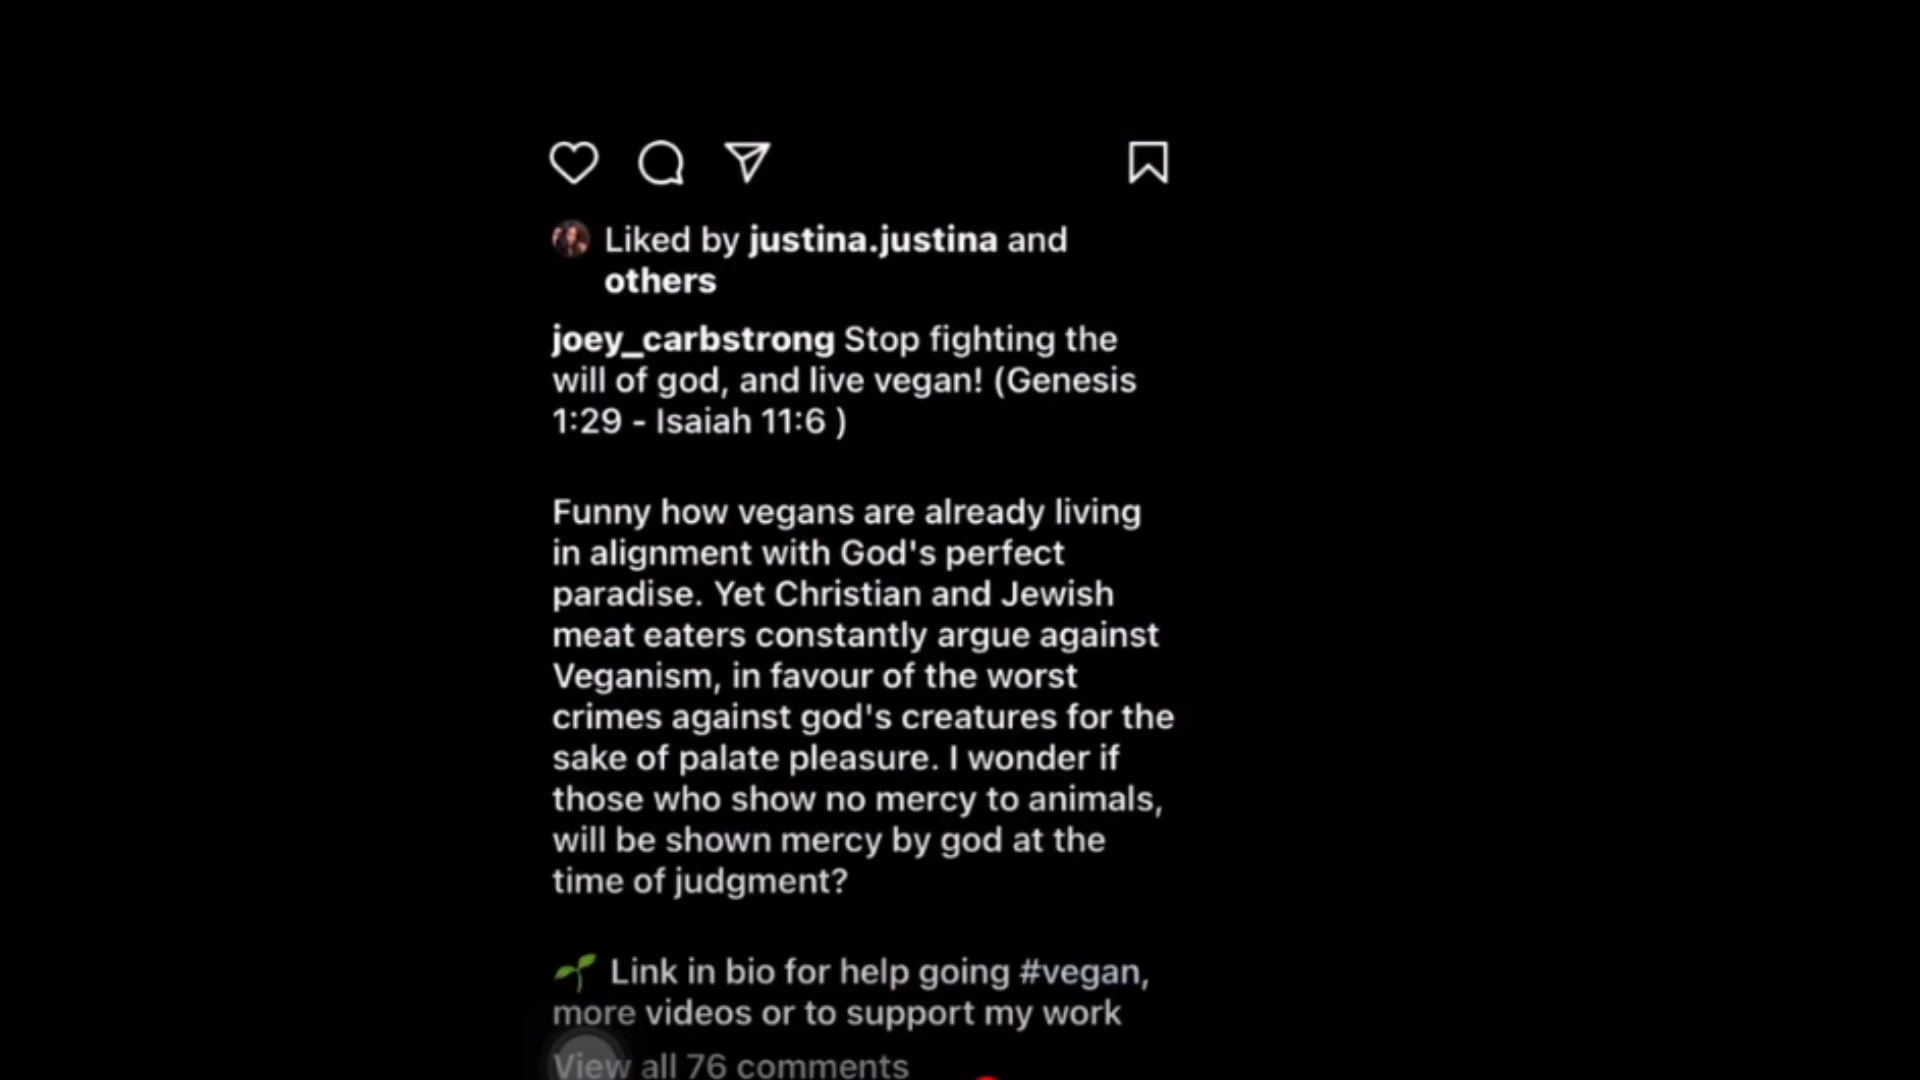 Liked by justina.justina and
others
joey_carbstrong Stop fighting the
will of god, and live vegan! (Genesis
1:29 - Isaiah 11:6 )
Funny how vegans are already living
in alignment with God's perfect
paradise. Yet Christian and Jewish
meat eaters constantly argue against
Veganism, in favour of the worst
crimes against god's creatures for the
sake of palate pleasure. I wonder if
those who show no mercy to animals,
will be shown mercy by god at the
time of judgment?
🌱 Link in bio for help going #vegan,
more videos or to support my work
View all 76 comments